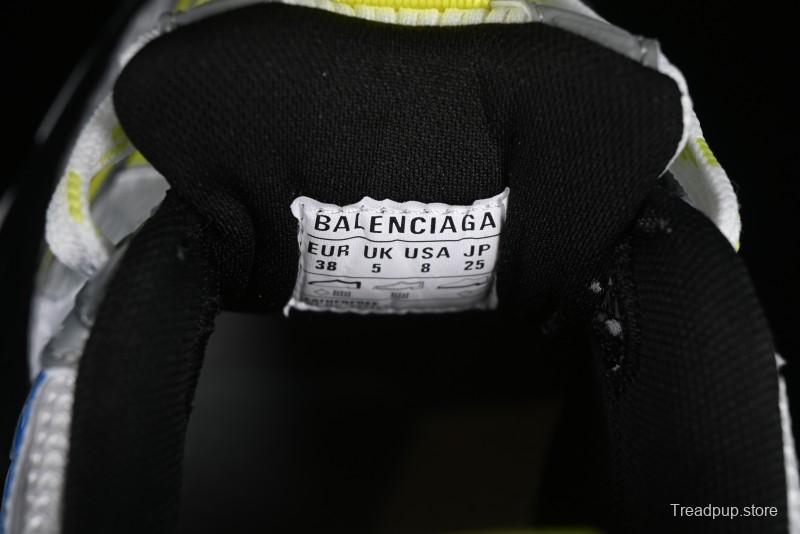 BALENCIAGA
EUR UK USA JP
38 5 8 25
Treadpup.store